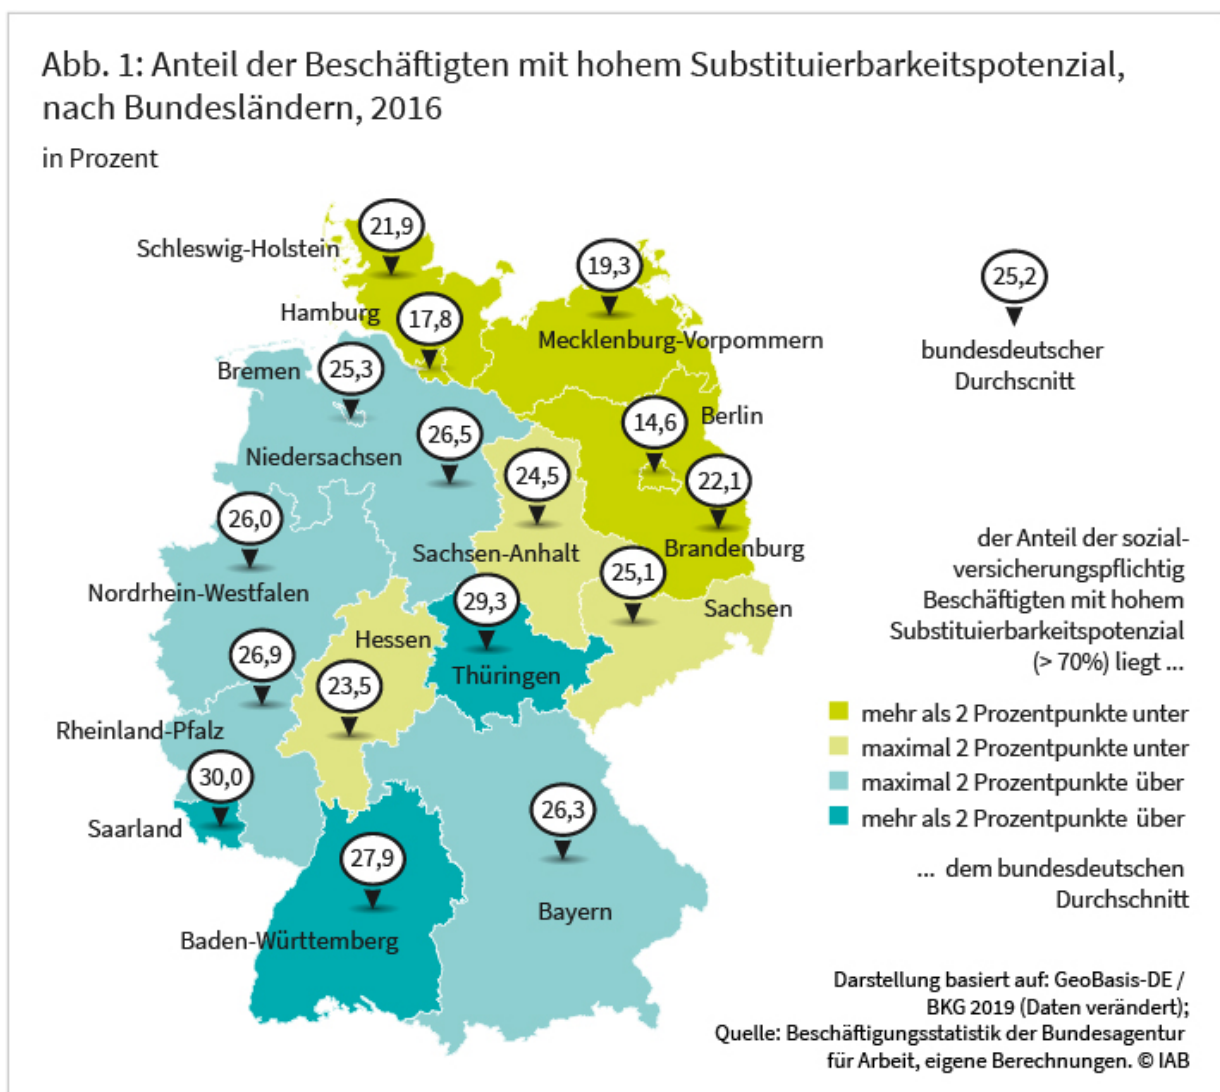 Abb. 1: Anteil der Beschäftigten mit hohem Substituierbarkeitspotenzial,
nach Bundesländern, 2016
in Prozent
21,9
Schleswig-Holstein
19,3
25,2
Hamburg
17,8
Mecklenburg-Vorpommern
bundesdeutscher
Durchscnitt
Bremen
25,3
Berlin
14,6
26,5
Niedersachsen
24,5
22,1
26,0
Sachsen-Anhalt
Brandenburg
der Anteil der sozial-
versicherungspflichtig
Beschäftigten mit hohem
Substituierbarkeitspotenzial
(> 70%) liegt ...
25,1
Nordrhein-Westfalen
29,3
Sachsen
Hessen
26,9
Thüringen
23,5
mehr als 2 Prozentpunkte unter
maximal 2 Prozentpunkte unter
maximal 2 Prozentpunkte über
mehr als 2 Prozentpunkte über
Rheinland-Pfalz
30,0
Saarland
26,3
27,9
... dem bundesdeutschen
Durchschnitt
Bayern
Baden-Württemberg
Darstellung basiert auf: GeoBasis-DE /
BKG 2019 (Daten verändert);
Quelle: Beschäftigungsstatistik der Bundesagentur
für Arbeit, eigene Berechnungen. © IAB